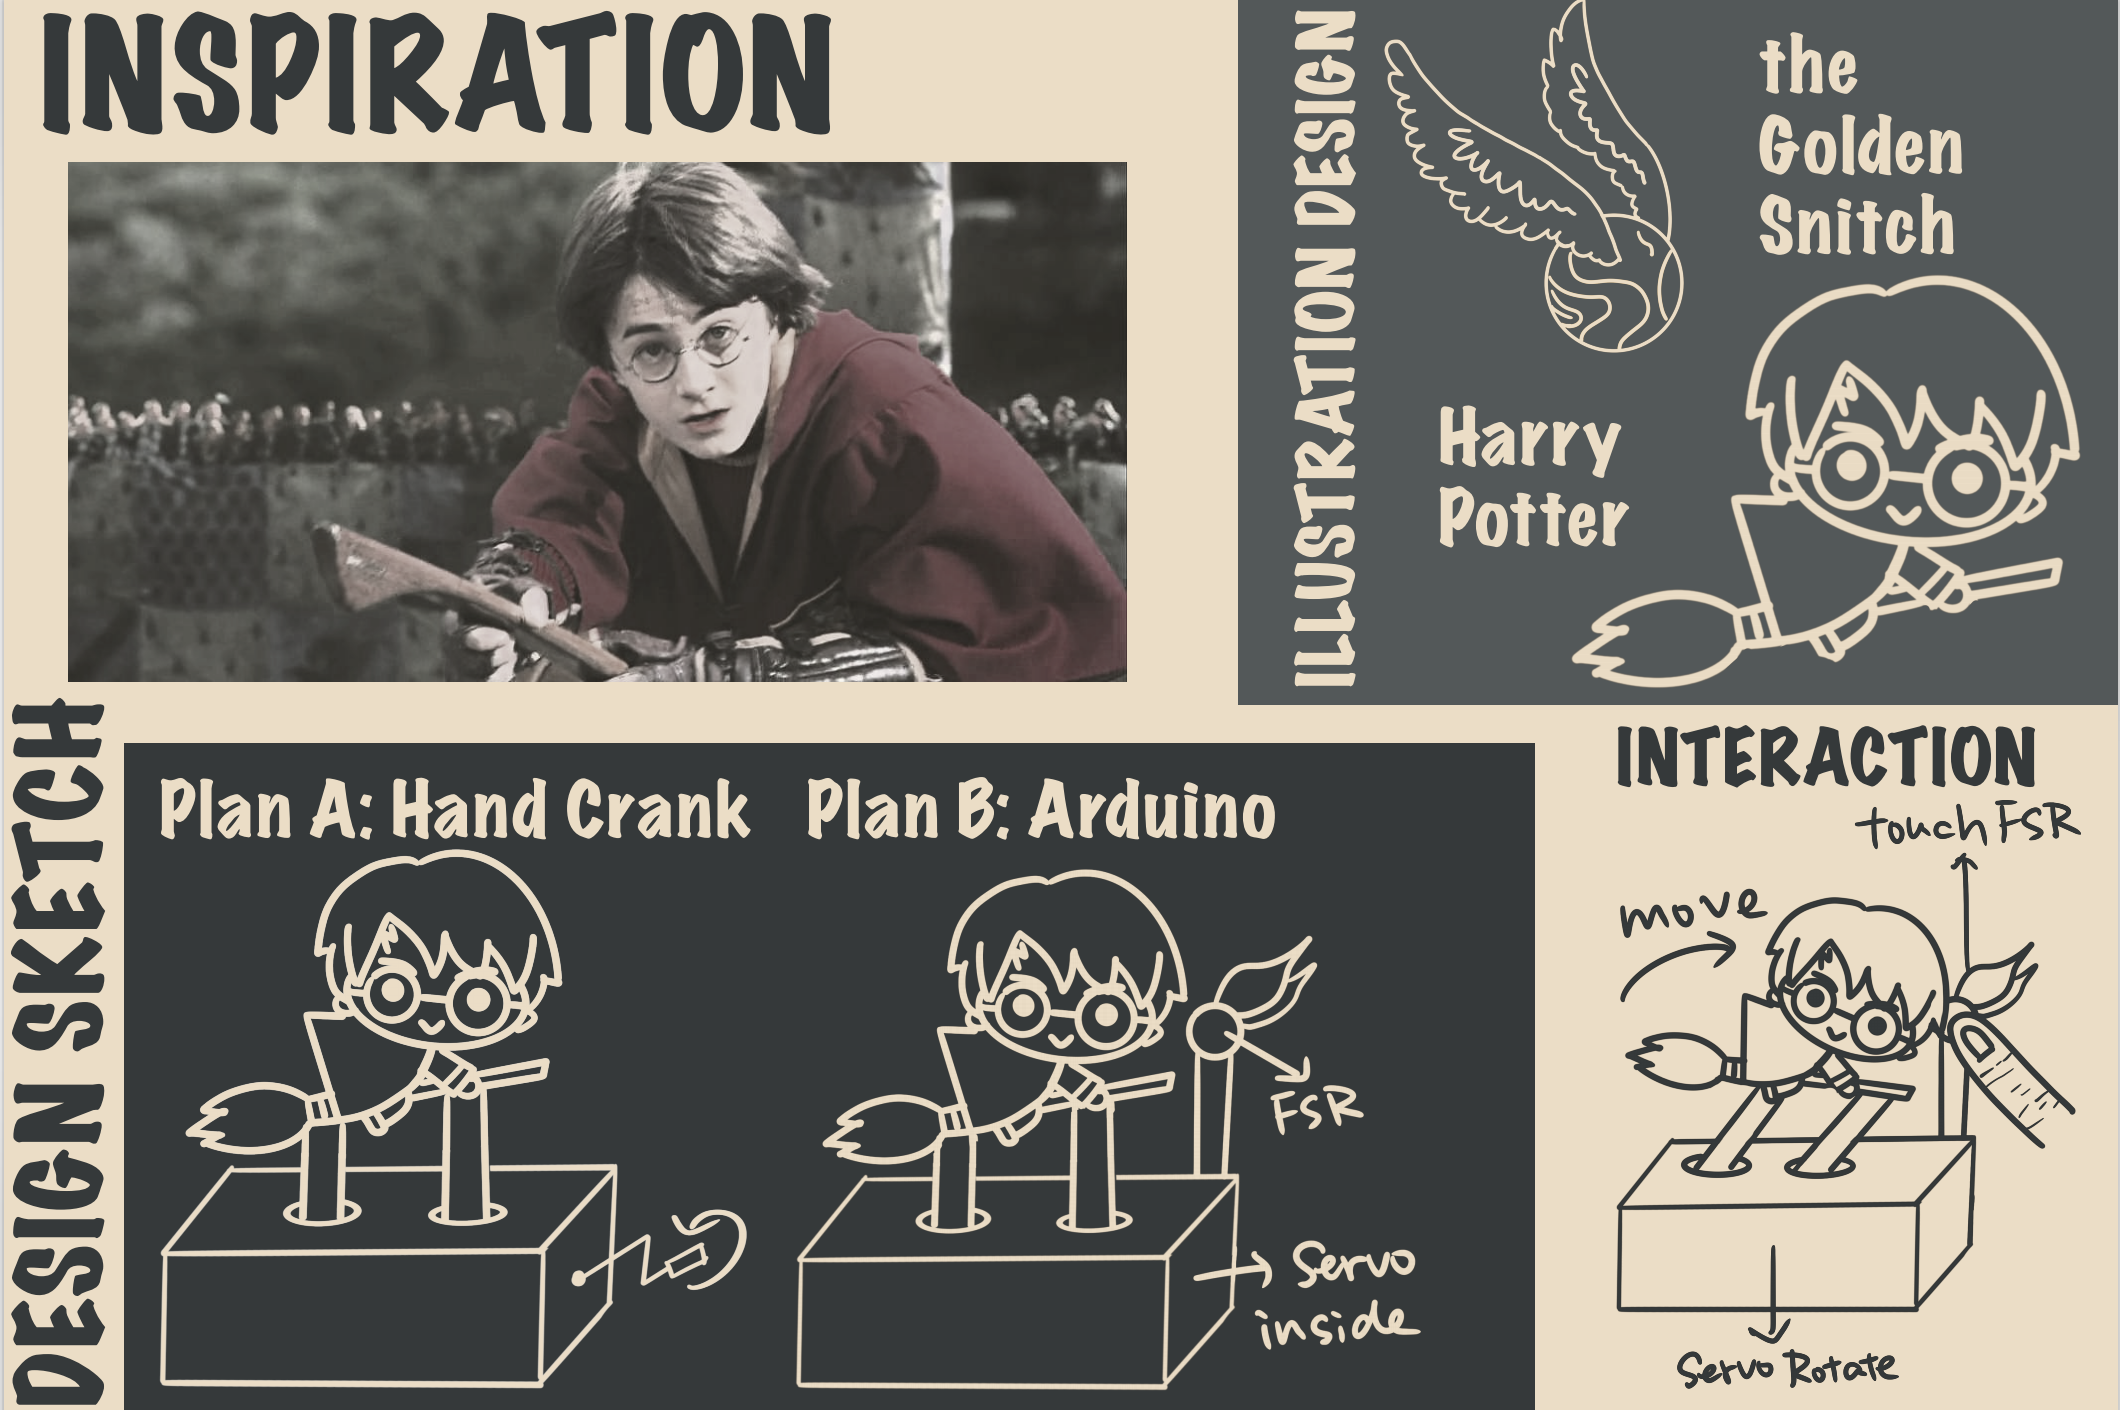 INSPIRATION
ILLUSTRATION DESIGN
the
Golden
Snitch
Harry
Potter
DESIGN SKETCH
Plan A: Hand Crank
Plan B: Arduino
FSR
Servo
inside
INTERACTION
touch FSR
move
Servo Rotate